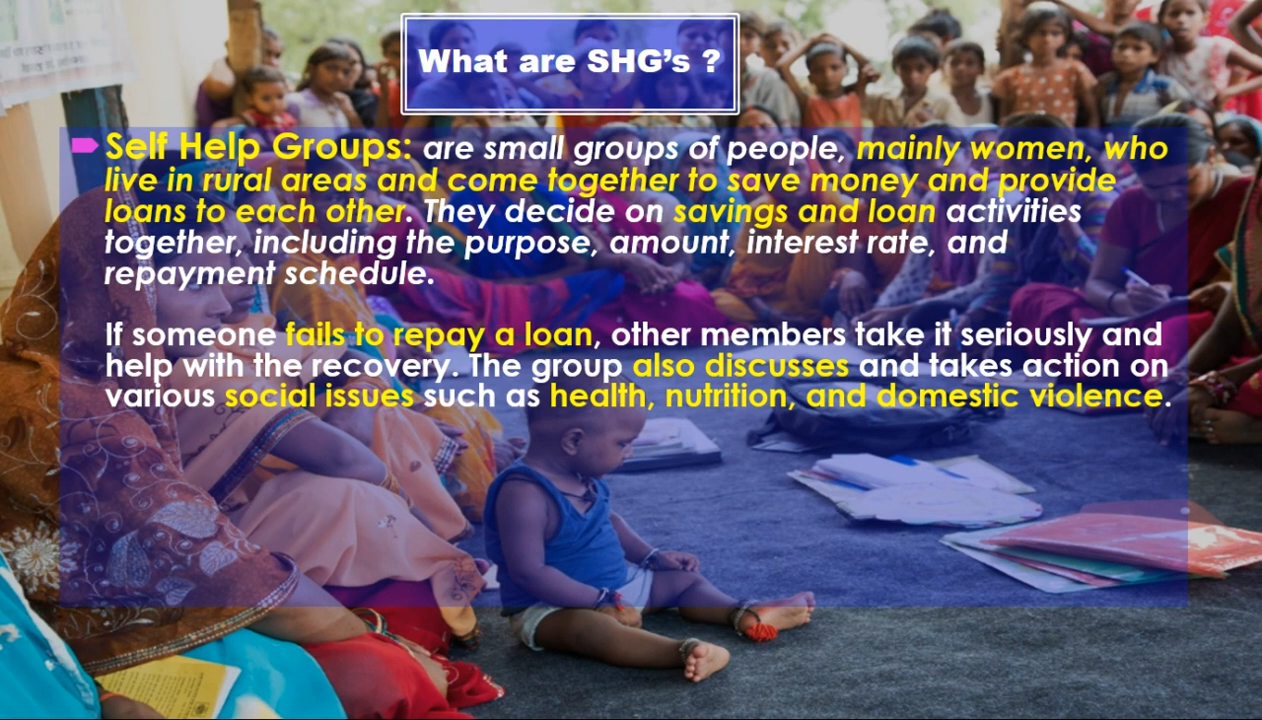 What are SHG's ?
Self Help Groups: are small groups of people, mainly women, who
live in rural areas and come together to save money and provide
loans to each other. They decide on savings and loan activities
together, including the purpose, amount, interest rate, and
repayment schedule.
If someone fails to repay a loan, other members take it seriously and
help with the recovery. The group also discusses and takes action on
various social issues such as health, nutrition, and domestic violence.